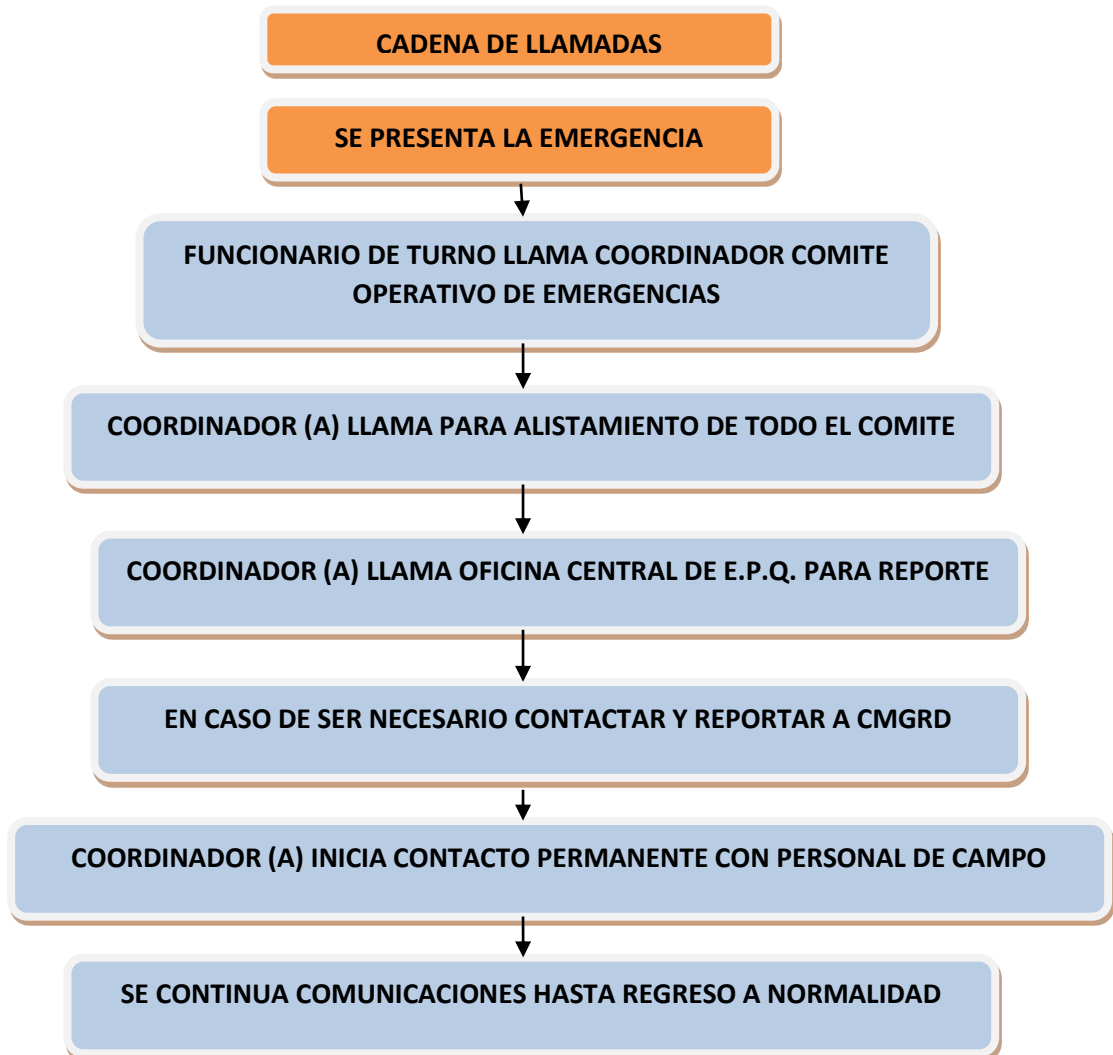 CADENA DE LLAMADAS
SE PRESENTA LA EMERGENCIA
FUNCIONARIO DE TURNO LLAMA COORDINADOR COMITE
OPERATIVO DE EMERGENCIAS
COORDINADOR (A) LLAMA PARA ALISTAMIENTO DE TODO EL COMITE
COORDINADOR (A) LLAMA OFICINA CENTRAL DE E.P.Q. PARA REPORTE
EN CASO DE SER NECESARIO CONTACTAR Y REPORTAR A CMGRD
COORDINADOR (A) INICIA CONTACTO PERMANENTE CON PERSONAL DE CAMPO
SE CONTINUA COMUNICACIONES HASTA REGRESO A NORMALIDAD